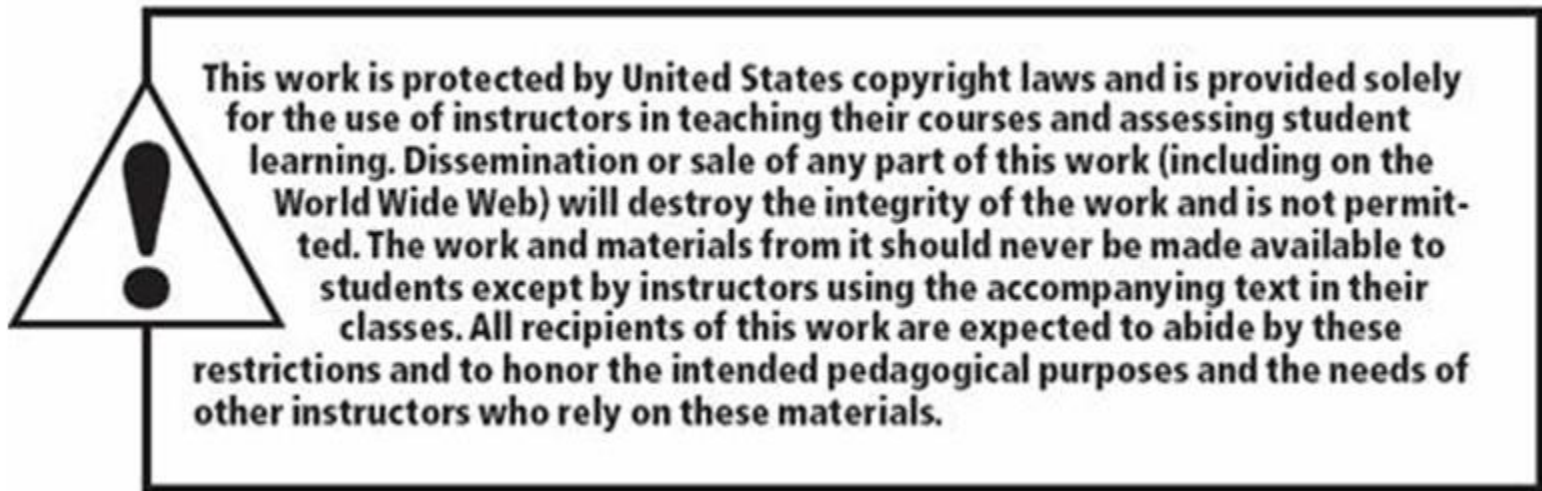 This work is protected by United States copyright laws and is provided solely
for the use of instructors in teaching their courses and assessing student
learning. Dissemination or sale of any part of this work (including on the
World Wide Web) will destroy the integrity of the work and is not permit-
ted. The work and materials from it should never be made available to
students except by instructors using the accompanying text in their
classes. All recipients of this work are expected to abide by these
restrictions and to honor the intended pedagogical purposes and the needs of
other instructors who rely on these materials.